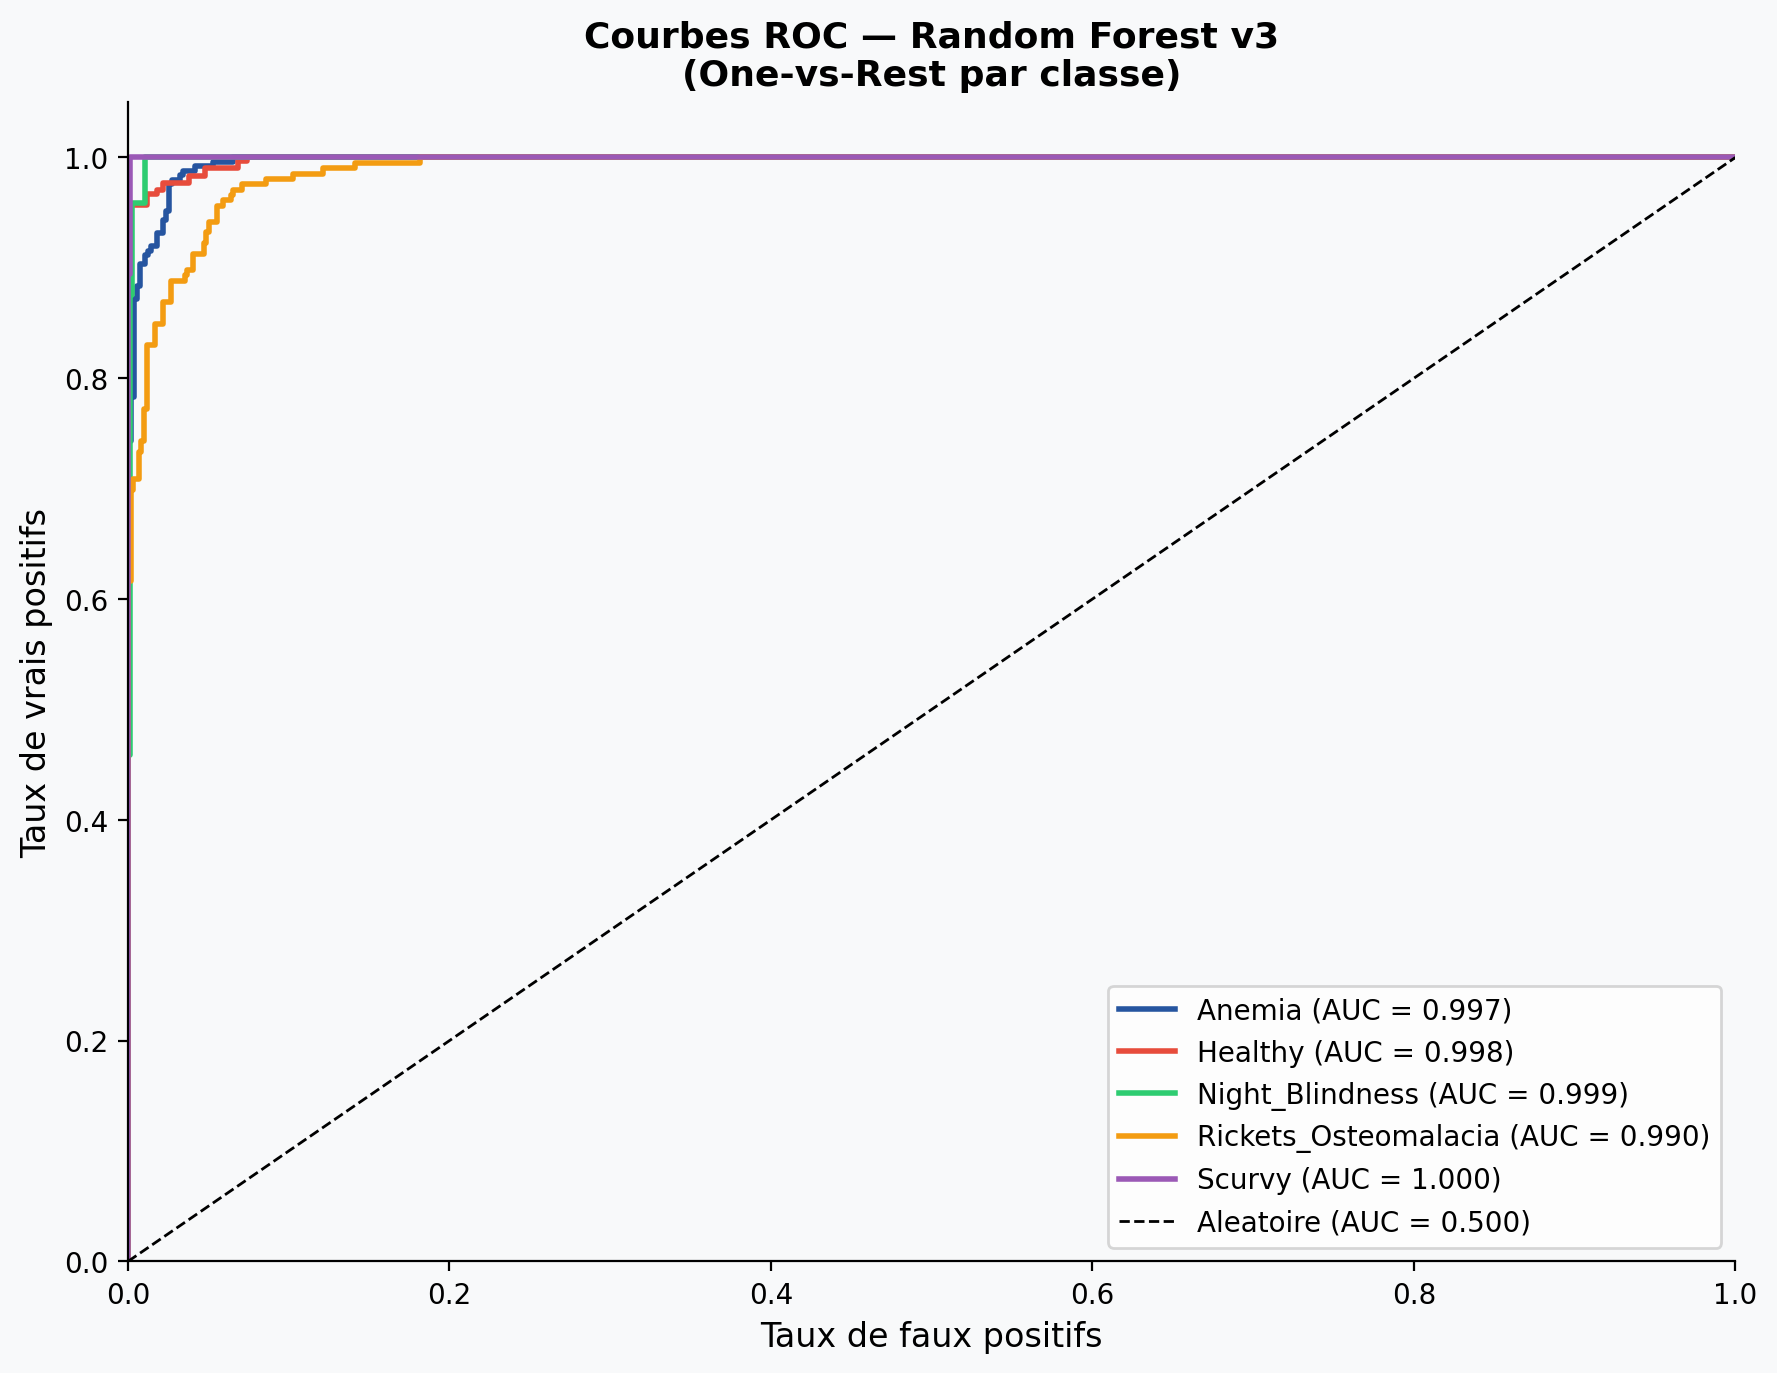 Courbes ROC — Random Forest v3
(One-vs-Rest par classe)
Taux de vrais positifs
1.0
0.8
0.6
0.4
0.2
0.0
0.0 0.2 0.4 0.6 0.8 1.0
Taux de faux positifs
Anemia (AUC = 0.997)
Healthy (AUC = 0.998)
Night_Blindness (AUC = 0.999)
Rickets_Osteomalacia (AUC = 0.990)
Scurvy (AUC = 1.000)
Aleatoire (AUC = 0.500)